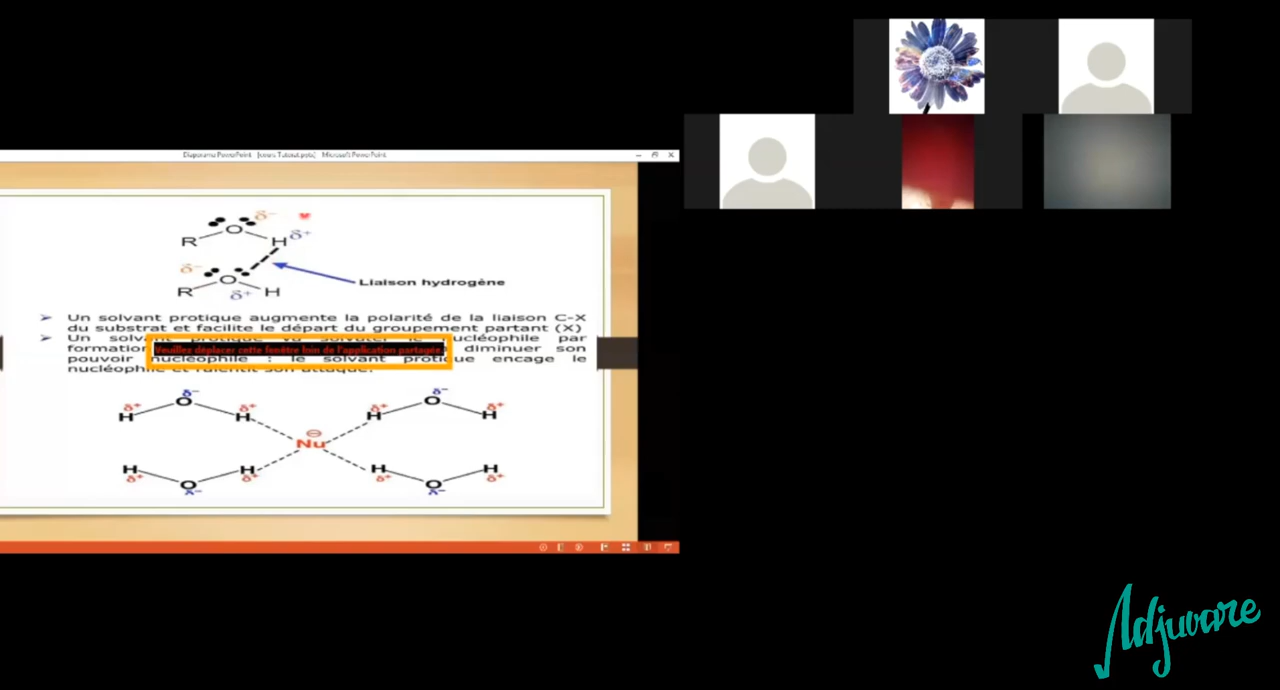 Diaporama PowerPoint - [cours Tutorat.pptx] - Microsoft PowerPoint
δ⁻
R O H δ⁺
δ⁻
R O H
δ⁺
Liaison hydrogène
➢ Un solvant protique augmente la polarité de la liaison C-X
du substrat et facilite le départ du groupement partant (X)
➢ Un solvant protique va solvater le nucléophile par
formation diminuer son
Veuillez déplacer cette fenêtre loin de l'application partagée.
pouvoir nucléophile : le solvant protique encage le
nucléophile et ralentit son attaque.
δ⁺ δ⁻ δ⁺ δ⁺ δ⁻ δ⁺
H O H H O H
⊖
Nu
H H H H
δ⁺ O δ⁺ δ⁺ O δ⁺
δ⁻ δ⁻
Adjuvare